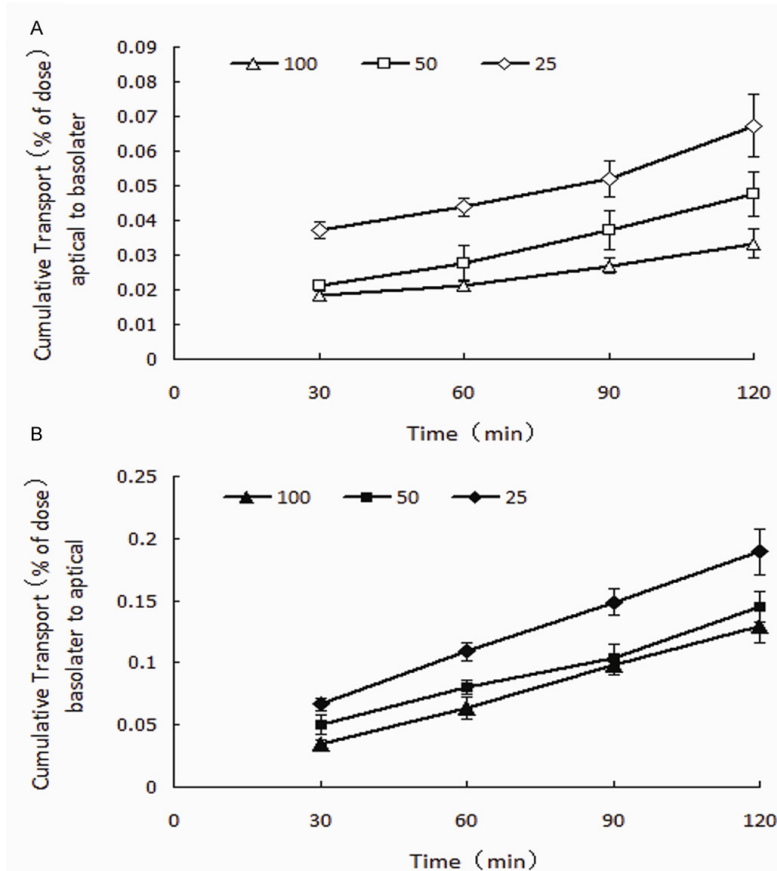 A
Cumulative Transport (% of dose)
aptical to basolater
100 50 25
0.09
0.08
0.07
0.06
0.05
0.04
0.03
0.02
0.01
0
0 30 60 90 120
Time (min)
B
Cumulative Transport (% of dose)
basolater to aptical
100 50 25
0.25
0.2
0.15
0.1
0.05
0
0 30 60 90 120
Time (min)